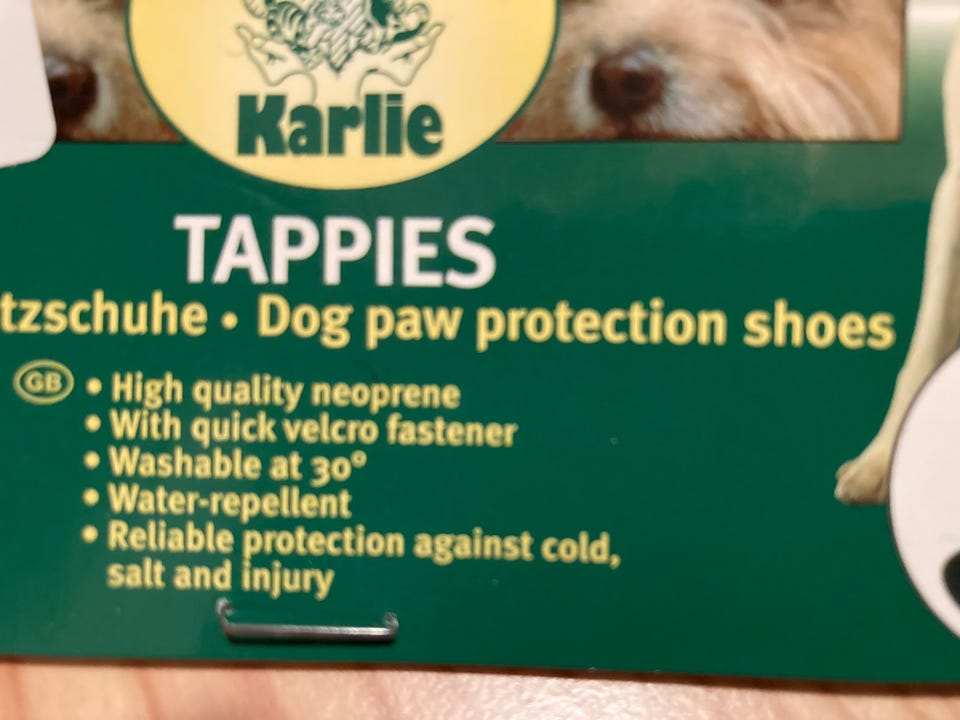 Karlie
TAPPIES
tzschuhe • Dog paw protection shoes
GB • High quality neoprene
• With quick velcro fastener
• Washable at 30°
• Water-repellent
• Reliable protection against cold,
salt and injury